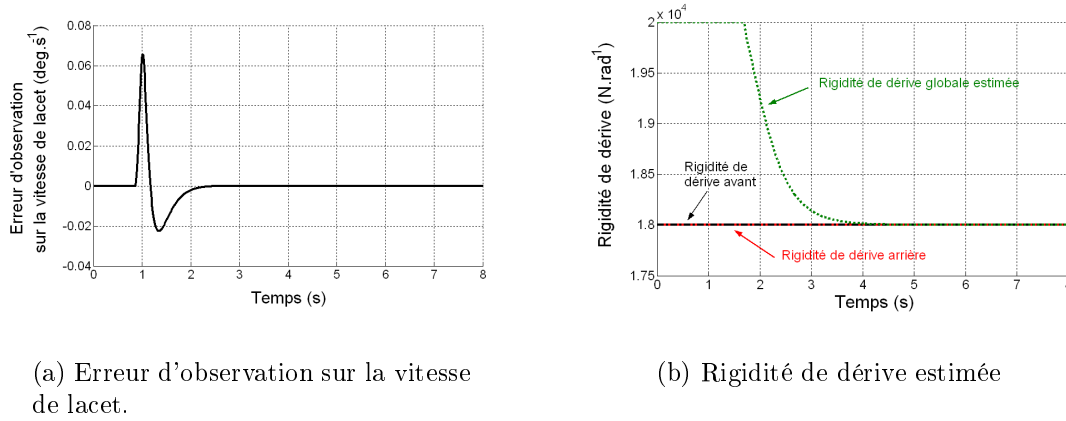 0.08
0.06
0.04
0.02
0
-0.02
-0.04
0 1 2 3 4 5 6 7 8
Erreur d'observation
sur la vitesse de lacet (deg.s¯1)
Temps (s)
x 10^4
2
1.95
1.9
1.85
1.8
1.75
0 1 2 3 4 5 6 7 8
Rigidité de dérive (N.rad¯1)
Rigidité de dérive globale estimée
Rigidité de
dérive avant
Rigidité de dérive arrière
Temps (s)
(a) Erreur d'observation sur la vitesse
de lacet.
(b) Rigidité de dérive estimée